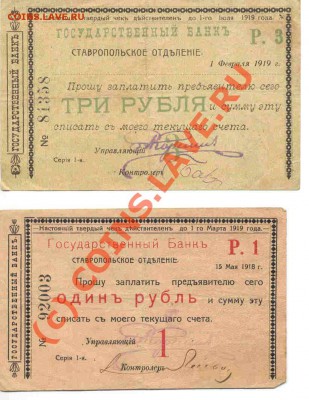 COINS.LAVE.RU
...твердый чекъ дѣйствителенъ до 1-го Іюля 1919 года.
ГОСУДАРСТВЕННЫЙ БАНКЪ
СТАВРОПОЛЬСКОЕ ОТДѢЛЕНІЕ.
Р. 3
1 Февраля 1919 г.
Прошу заплатить предъявителю сего
ТРИ РУБЛЯ и сумму эту
списать съ моего текущаго счета.
Управляющій
№ 81358
Серія 1-я.
Контролеръ
ГОСУДАРСТВЕННЫЙ БАНКЪ
Настоящій твердый чекъ дѣйствителенъ до 1 го Марта 1919 года.
Государственный Банкъ
СТАВРОПОЛЬСКОЕ ОТДѢЛЕНІЕ
Р. 1
15 Мая 1918 г.
Прошу заплатить предъявителю сего
ОДИНЪ РУБЛЬ и сумму эту
списать съ моего текущаго счета.
Управляющій
1
№ 92003
Серія 1-я.
Контролеръ
ГОСУДАРСТВЕННЫЙ БАНКЪ
COINS.LAVE.RU